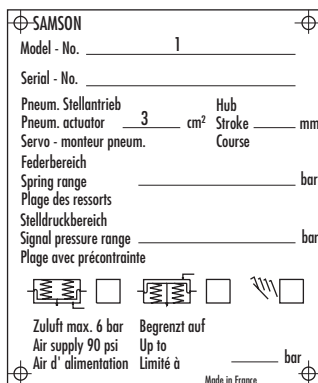 SAMSON
Model - No. 1
Serial - No.
Pneum. Stellantrieb Hub
Pneum. actuator 3 cm² Stroke mm
Servo - monteur pneum. Course
Federbereich
Spring range bar
Plage des ressorts
Stelldruckbereich
Signal pressure range bar
Plage avec précontrainte
Zuluft max. 6 bar Begrenzt auf
Air supply 90 psi Up to
Air d' alimentation Limité à bar
Made in France